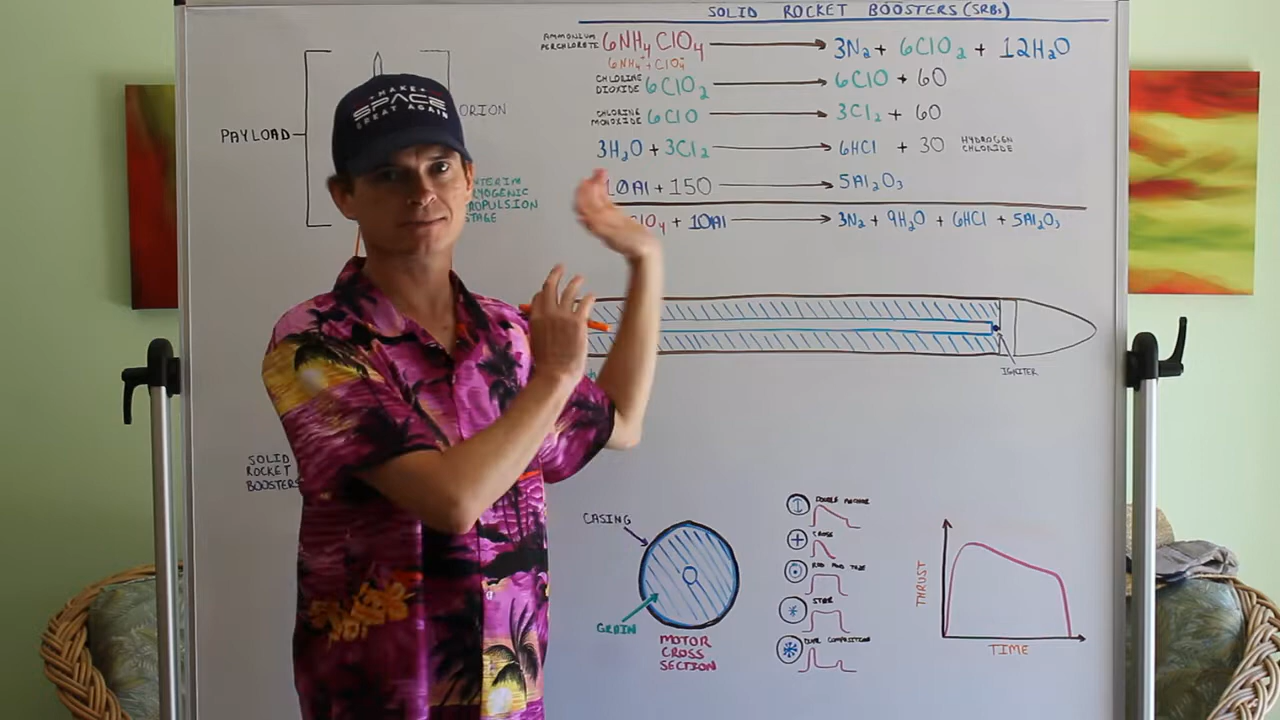 SOLID ROCKET BOOSTERS (SRBs)
AMMONIUM
PERCHLORATE
6NH₄ClO₄ → 3N₂ + 6ClO₂ + 12H₂O
6NH₄⁺ + ClO₄⁻
CHLORINE
DIOXIDE
6ClO₂ → 6ClO + 6O
CHLORINE
MONOXIDE
6ClO → 3Cl₂ + 6O
3H₂O + 3Cl₂ → 6HCl + 3O
HYDROGEN
CHLORIDE
10Al + 15O → 5Al₂O₃
ClO₄ + 10Al → 3N₂ + 9H₂O + 6HCl + 5Al₂O₃
PAYLOAD
ORION
MAKE
SPACE
GREAT AGAIN
STAGE
IGNITER
SOLID
ROCKET
BOOSTERS
CASING
GRAIN
MOTOR
CROSS
SECTION
DOUBLE ANCHOR
CROSS
ROD AND TUBE
STAR
DUAL COMPOSITION
THRUST
TIME